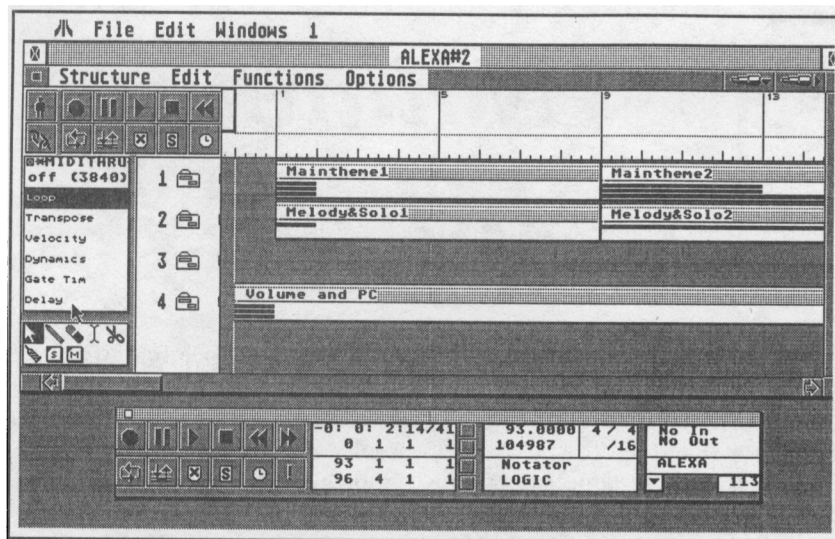 File Edit Windows 1
ALEXA#2
Structure Edit Functions Options
1 5 9 13
MIDITHRU
off (3840)
Loop
Transpose
Velocity
Dynamics
Gate Tim
Delay
1
2
3
4
Maintheme1
Maintheme2
Melody&Solo1
Melody&Solo2
Volume and PC
S
S M
-0: 0: 2:14/41
0 1 1 1
93 1 1 1
96 4 1 1
S !
93.0000 4/ 4
104987 /16
Notator
LOGIC
No In
No Out
ALEXA
113